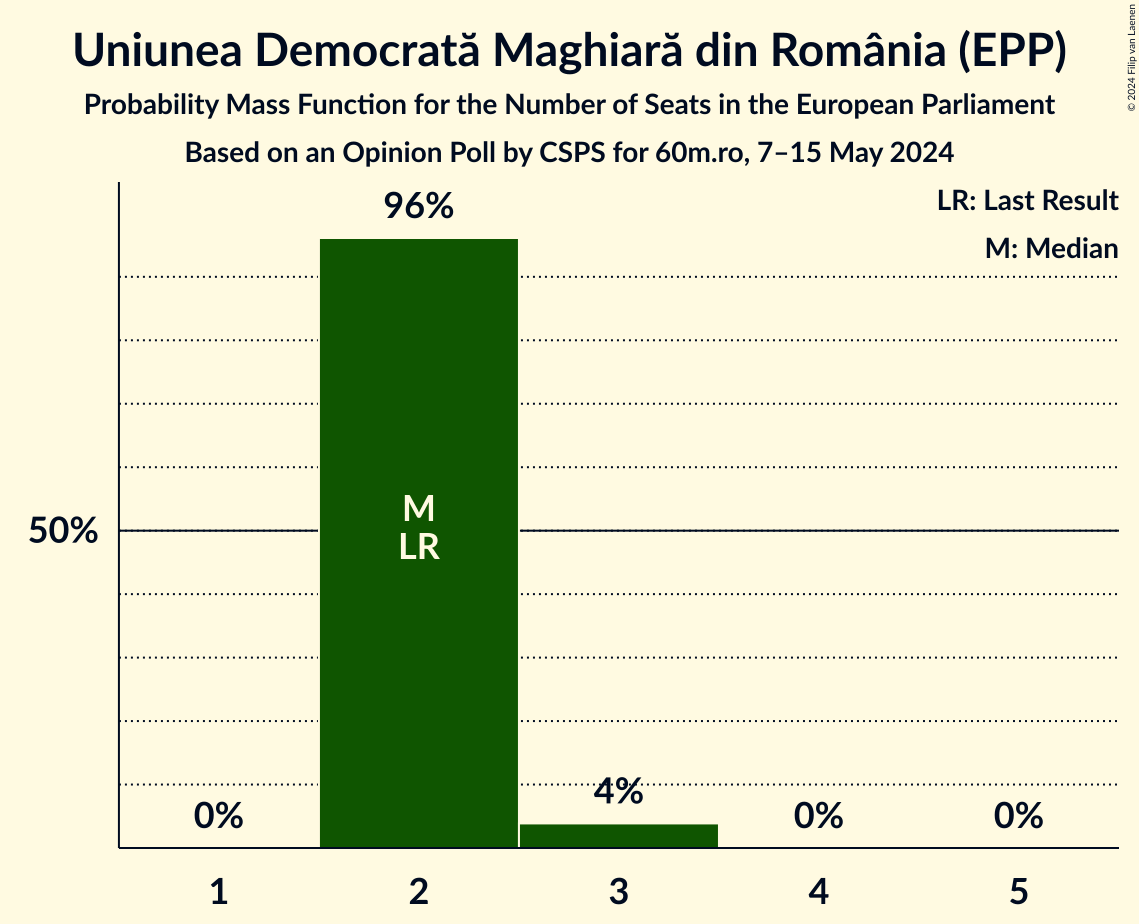 Uniunea Democrată Maghiară din România (EPP)
Probability Mass Function for the Number of Seats in the European Parliament
Based on an Opinion Poll by CSPS for 60m.ro, 7–15 May 2024
© 2024 Filip van Laenen
LR: Last Result
M: Median
96%
M
LR
50%
4%
0%
0%
0%
1
2
3
4
5